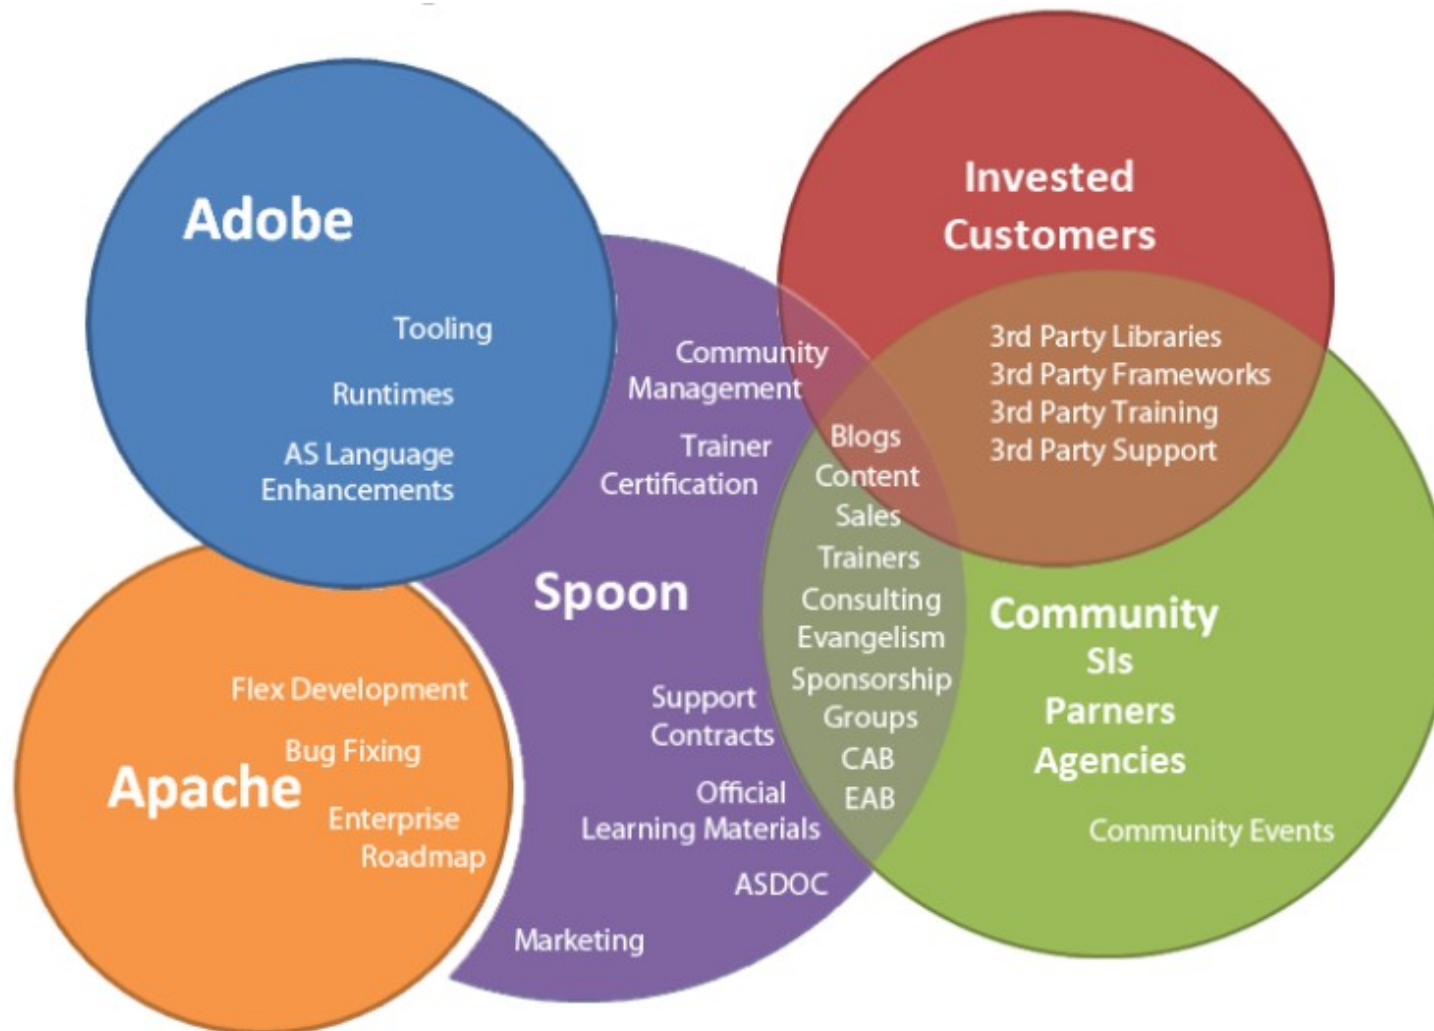 Adobe
Tooling
Runtimes
AS Language
Enhancements
Invested
Customers
3rd Party Libraries
3rd Party Frameworks
3rd Party Training
3rd Party Support
Community
Management
Trainer
Certification
Spoon
Support
Contracts
Official
Learning Materials
ASDOC
Marketing
Blogs
Content
Sales
Trainers
Consulting
Evangelism
Sponsorship
Groups
CAB
EAB
Community
SIs
Parners
Agencies
Community Events
Flex Development
Bug Fixing
Apache
Enterprise
Roadmap